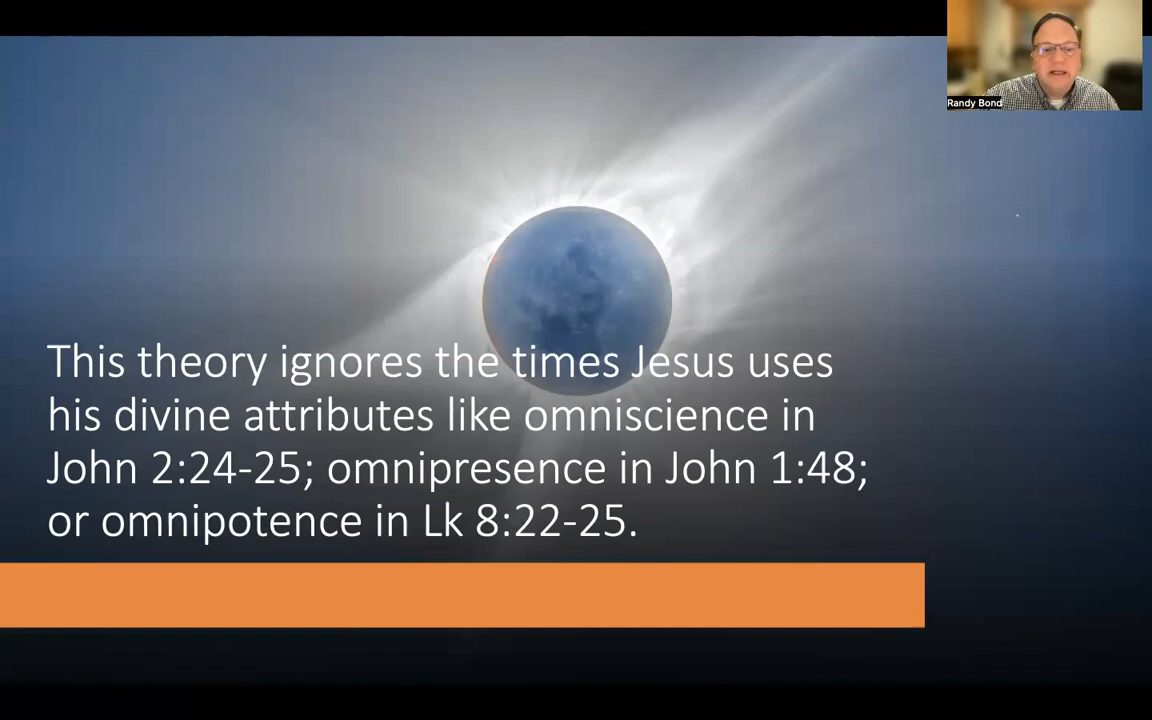 Randy Bond
This theory ignores the times Jesus uses
his divine attributes like omniscience in
John 2:24-25; omnipresence in John 1:48;
or omnipotence in Lk 8:22-25.